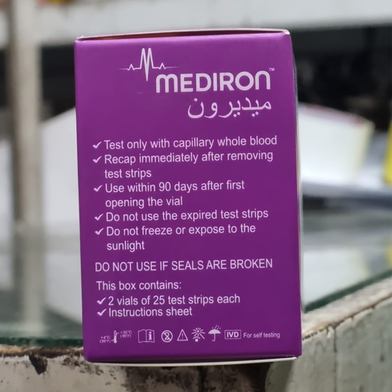 MEDIRON™
ميديرون
✓ Test only with capillary whole blood
✓ Recap immediately after removing
test strips
✓ Use within 90 days after first
opening the vial
✓ Do not use the expired test strips
✓ Do not freeze or expose to the
sunlight
DO NOT USE IF SEALS ARE BROKEN
This box contains:
✓ 2 vials of 25 test strips each
✓ Instructions sheet
IVD For self testing